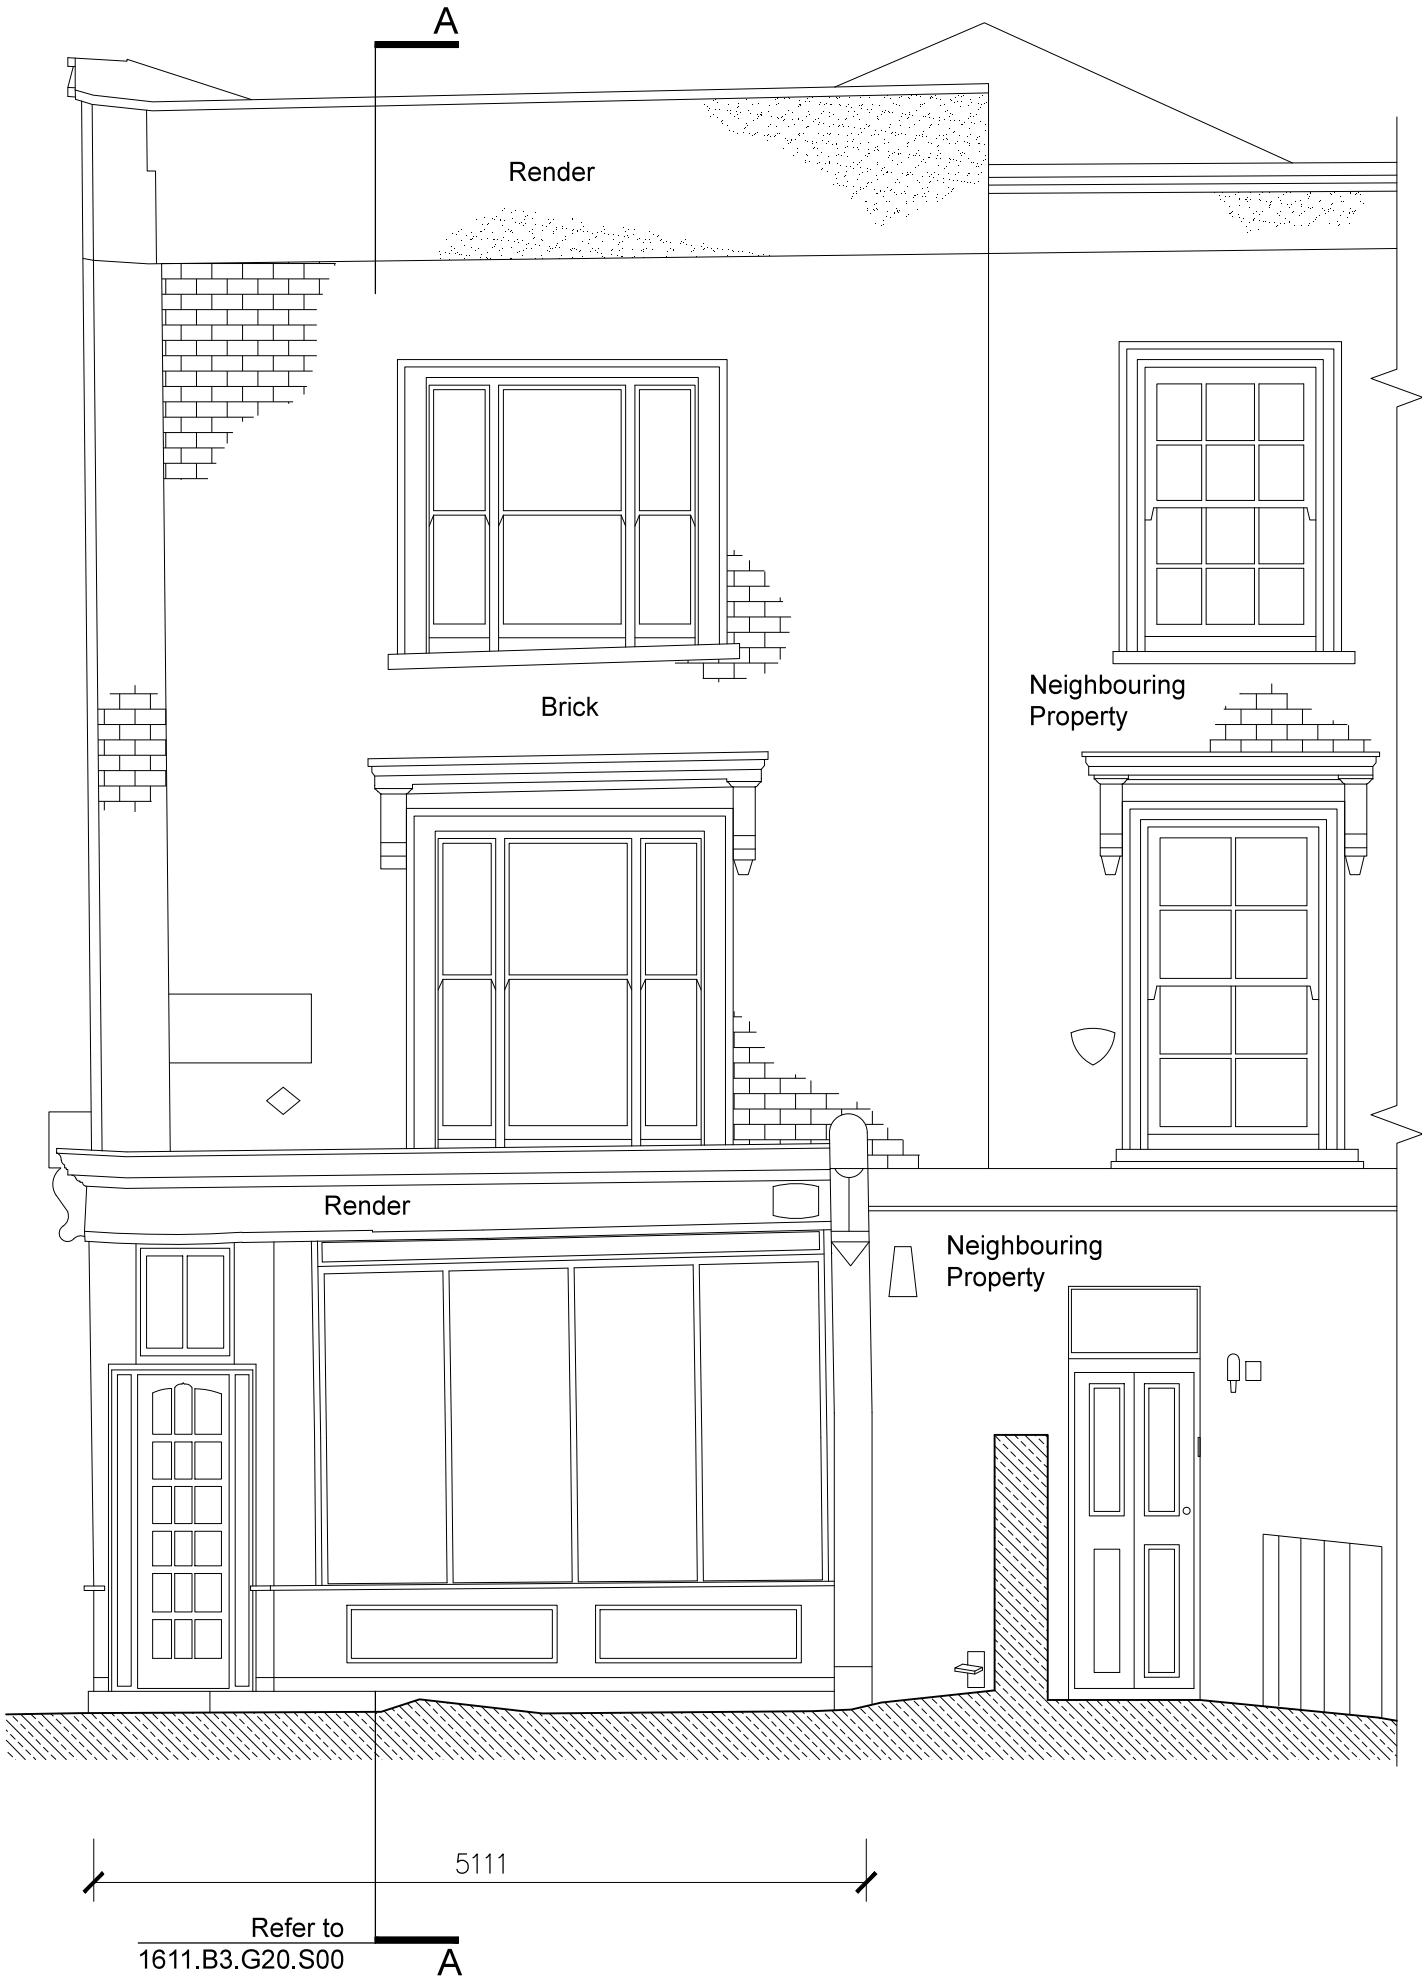 A
Render
Brick
Neighbouring
Property
Render
Neighbouring
Property
5111
Refer to
1611.B3.G20.S00
A